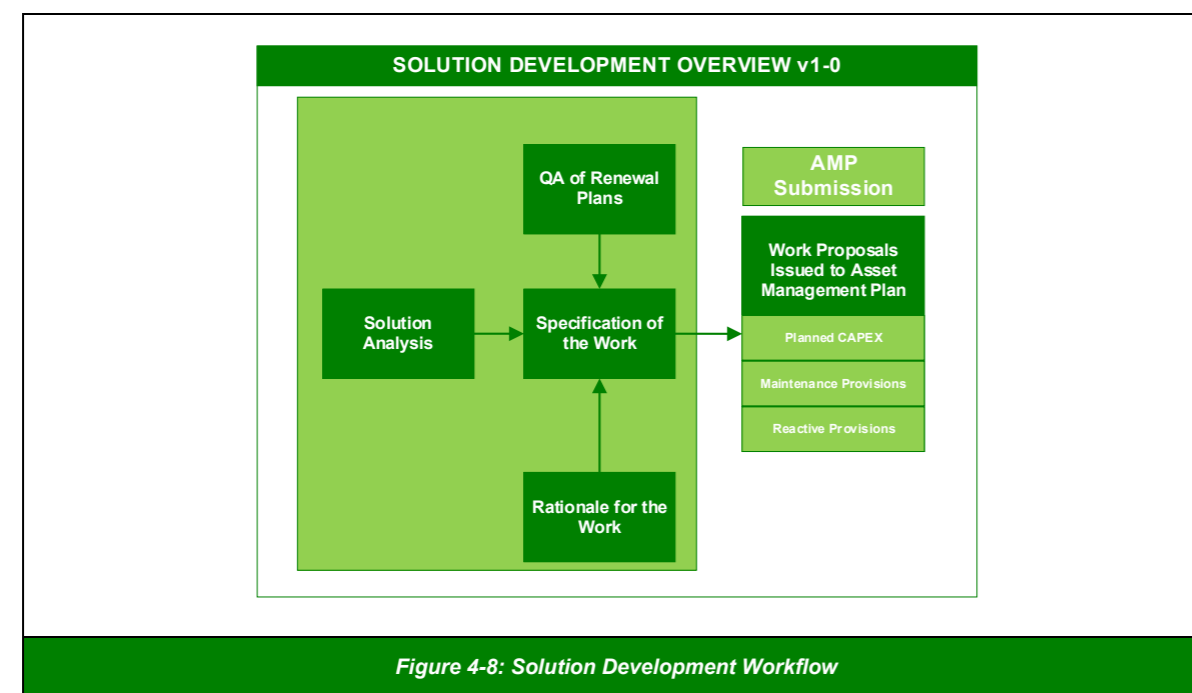 SOLUTION DEVELOPMENT OVERVIEW v1-0
QA of Renewal
Plans
AMP
Submission
Work Proposals
Issued to Asset
Management Plan
Solution
Analysis
Specification of
the Work
Planned CAPEX
Maintenance Provisions
Reactive Provisions
Rationale for the
Work
Figure 4-8: Solution Development Workflow